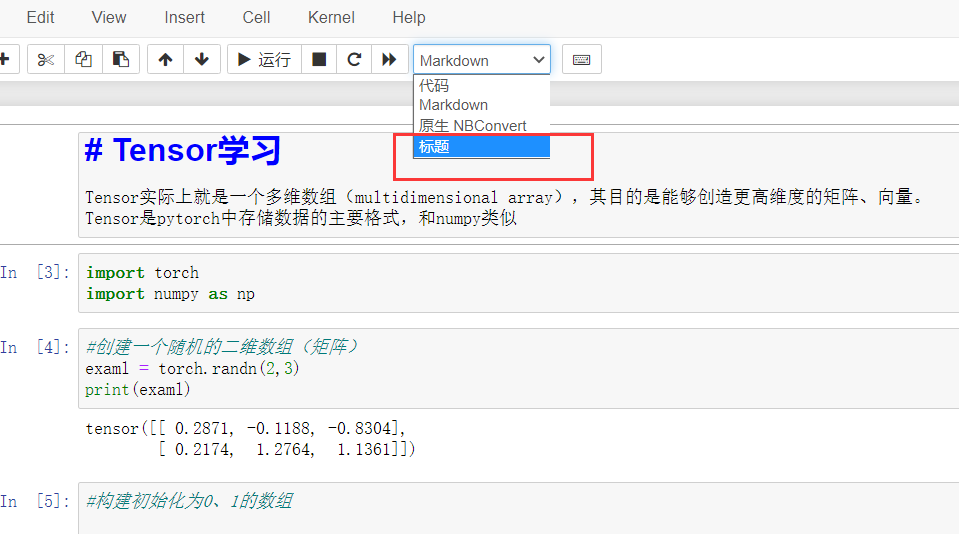 Edit View Insert Cell Kernel Help
运行 Markdown
代码
Markdown
原生 NBConvert
标题
# Tensor学习
Tensor实际上就是一个多维数组（multidimensional array），其目的是能够创造更高维度的矩阵、向量。
Tensor是pytorch中存储数据的主要格式，和numpy类似
In [3]: import torch
import numpy as np
In [4]: #创建一个随机的二维数组（矩阵）
examl = torch.randn(2,3)
print(examl)
tensor([[ 0.2871, -0.1188, -0.8304],
[ 0.2174, 1.2764, 1.1361]])
In [5]: #构建初始化为0、1的数组